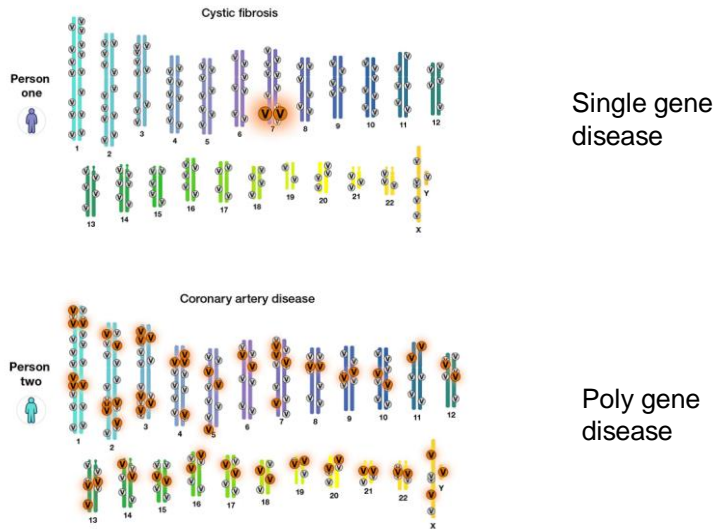 Cystic fibrosis
Person
one
V V
1 2 3 4 5 6 7 8 9 10 11 12
13 14 15 16 17 18 19 20 21 22 X Y
Single gene
disease
Coronary artery disease
Person
two
1 2 3 4 5 6 7 8 9 10 11 12
13 14 15 16 17 18 19 20 21 22 X Y
Poly gene
disease